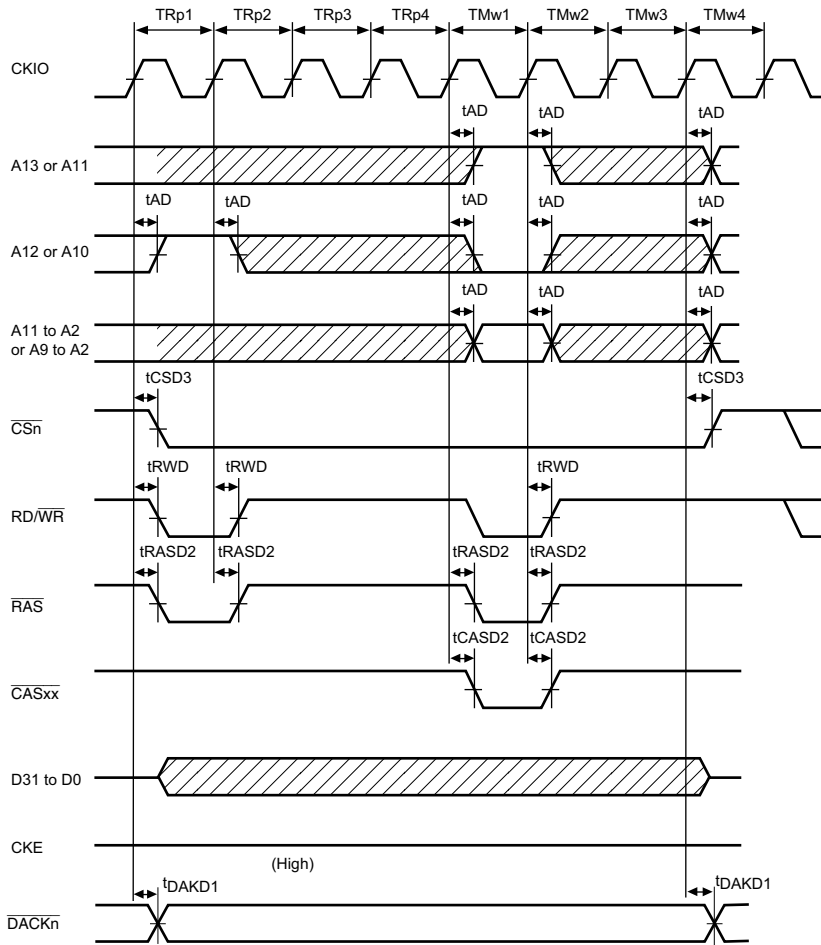 TRp1 TRp2 TRp3 TRp4 TMw1 TMw2 TMw3 TMw4
CKIO
tAD tAD tAD
A13 or A11
tAD tAD tAD tAD tAD
A12 or A10
tAD tAD tAD
A11 to A2
or A9 to A2
tCSD3 tCSD3
CSn
tRWD tRWD tRWD
RD/WR
tRASD2 tRASD2 tRASD2 tRASD2
RAS
tCASD2 tCASD2
CASxx
D31 to D0
CKE
(High)
tDAKD1 tDAKD1
DACKn